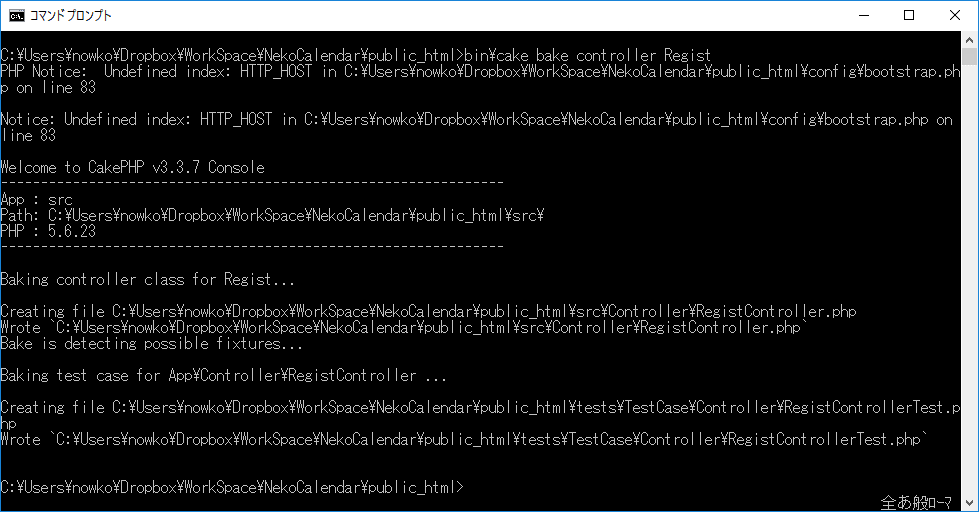 コマンドプロンプト
C:¥Users¥nowko¥Dropbox¥WorkSpace¥NekoCalendar¥public_html>bin¥cake bake controller Regist
PHP Notice:  Undefined index: HTTP_HOST in C:¥Users¥nowko¥Dropbox¥WorkSpace¥NekoCalendar¥public_html¥config¥bootstrap.ph
p on line 83
Notice: Undefined index: HTTP_HOST in C:¥Users¥nowko¥Dropbox¥WorkSpace¥NekoCalendar¥public_html¥config¥bootstrap.php on
line 83
Welcome to CakePHP v3.3.7 Console
---------------------------------------------------------------
App : src
Path: C:¥Users¥nowko¥Dropbox¥WorkSpace¥NekoCalendar¥public_html¥src¥
PHP : 5.6.23
---------------------------------------------------------------
Baking controller class for Regist...
Creating file C:¥Users¥nowko¥Dropbox¥WorkSpace¥NekoCalendar¥public_html¥src¥Controller¥RegistController.php
Wrote `C:¥Users¥nowko¥Dropbox¥WorkSpace¥NekoCalendar¥public_html¥src¥Controller¥RegistController.php`
Bake is detecting possible fixtures...
Baking test case for App¥Controller¥RegistController ...
Creating file C:¥Users¥nowko¥Dropbox¥WorkSpace¥NekoCalendar¥public_html¥tests¥TestCase¥Controller¥RegistControllerTest.p
hp
Wrote `C:¥Users¥nowko¥Dropbox¥WorkSpace¥NekoCalendar¥public_html¥tests¥TestCase¥Controller¥RegistControllerTest.php`
C:¥Users¥nowko¥Dropbox¥WorkSpace¥NekoCalendar¥public_html>
全あ般ﾛｰﾏ